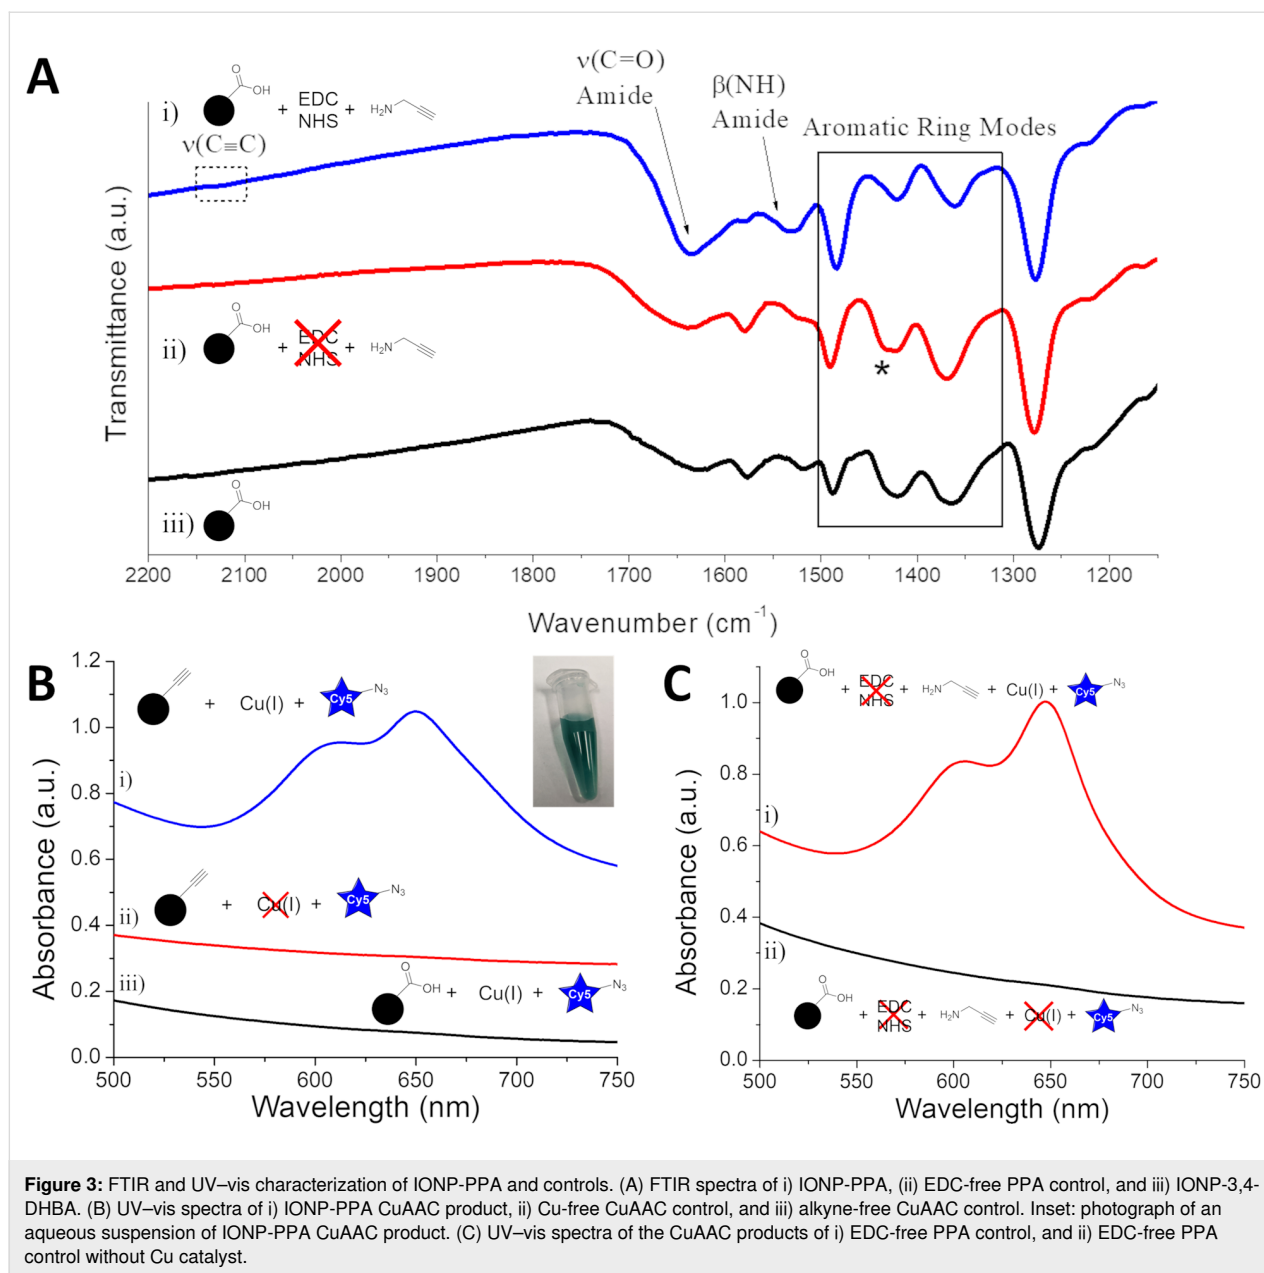 A
ν(C=O)
Amide
β(NH)
Amide
Aromatic Ring Modes
i)
O
OH
+ EDC
NHS
+
H₂N
ν(C≡C)
Transmittance (a.u.)
ii)
O
OH
+ EDC
NHS
+
H₂N
*
iii)
O
OH
2200 2100 2000 1900 1800 1700 1600 1500 1400 1300 1200
Wavenumber (cm⁻¹)
B
1.2
1.0
0.8
0.6
0.4
0.2
0.0
Absorbance (a.u.)
+ Cu(I) + Cy5 N₃
i)
+ Cu(I) + Cy5 N₃
ii)
iii)
O
OH
+ Cu(I) + Cy5 N₃
500 550 600 650 700 750
Wavelength (nm)
C
1.0
0.8
0.6
0.4
0.2
0.0
Absorbance (a.u.)
O
OH
+ EDC
NHS
+ H₂N + Cu(I) + Cy5 N₃
i)
ii)
O
OH
+ EDC
NHS
+ H₂N + Cu(I) + Cy5 N₃
500 550 600 650 700 750
Wavelength (nm)
Figure 3: FTIR and UV–vis characterization of IONP-PPA and controls. (A) FTIR spectra of i) IONP-PPA, (ii) EDC-free PPA control, and iii) IONP-3,4-
DHBA. (B) UV–vis spectra of i) IONP-PPA CuAAC product, ii) Cu-free CuAAC control, and iii) alkyne-free CuAAC control. Inset: photograph of an
aqueous suspension of IONP-PPA CuAAC product. (C) UV–vis spectra of the CuAAC products of i) EDC-free PPA control, and ii) EDC-free PPA
control without Cu catalyst.